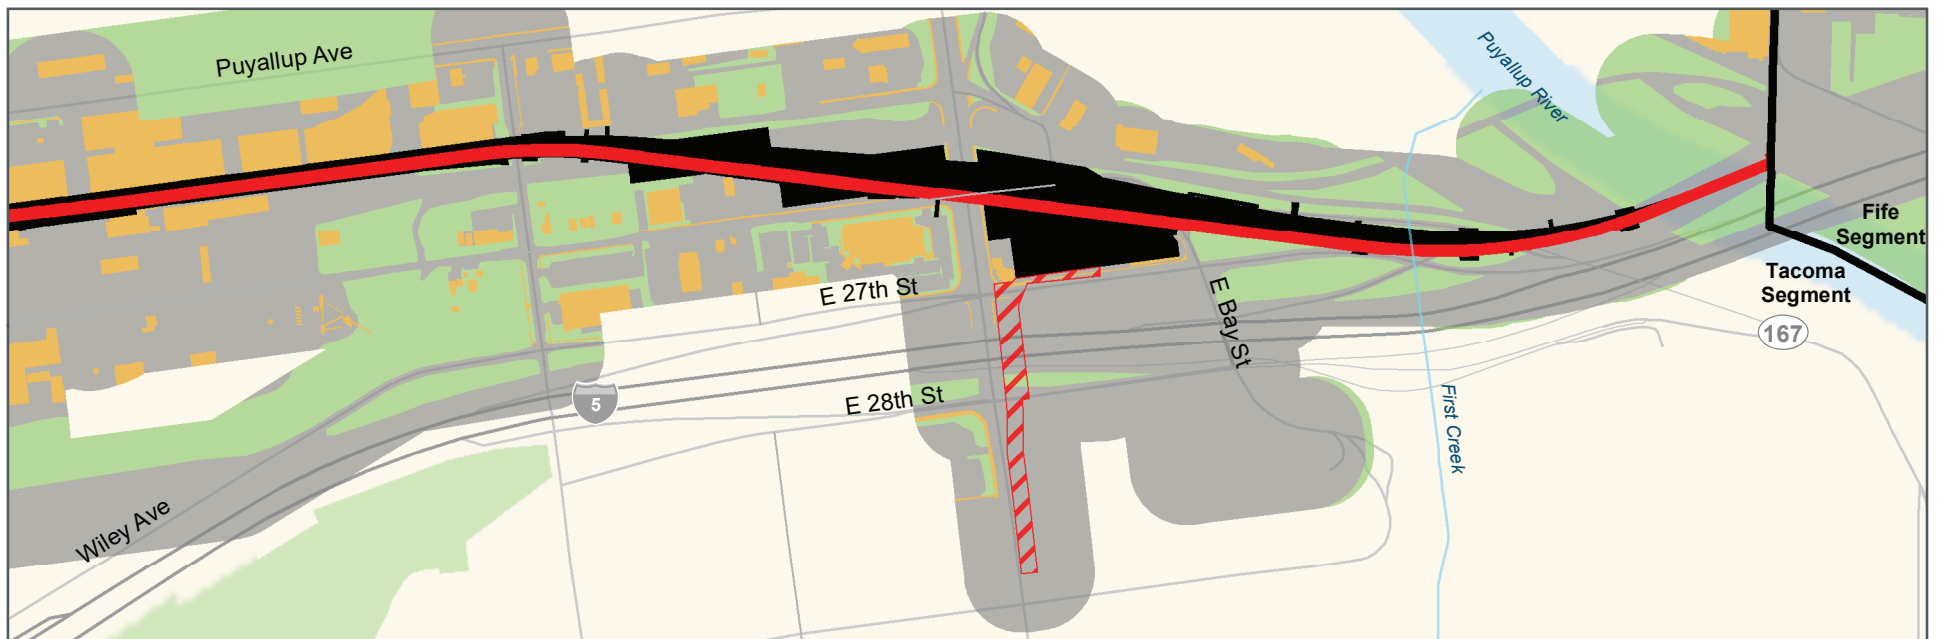 Puyallup Ave
Puyallup River
Fife
Segment
Tacoma
Segment
167
E 27th St
E Bay St
5
E 28th St
First Creek
Wiley Ave